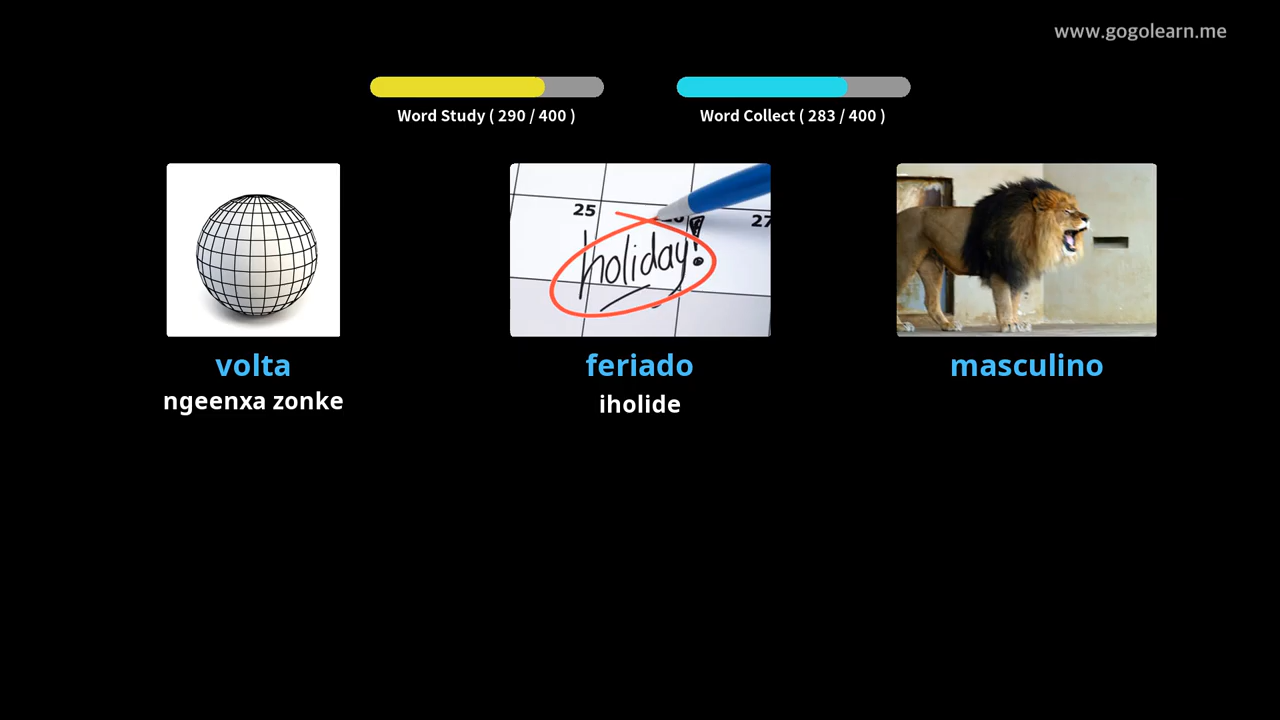 www.gogolearn.me
Word Study ( 290 / 400 )
Word Collect ( 283 / 400 )
25
27
holiday!
volta
feriado
masculino
ngeenxa zonke
iholide